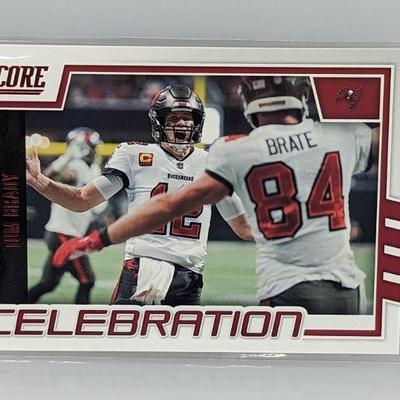 SCORE
TOM BRADY
BUCCANEERS
12
BRATE
84
CELEBRATION